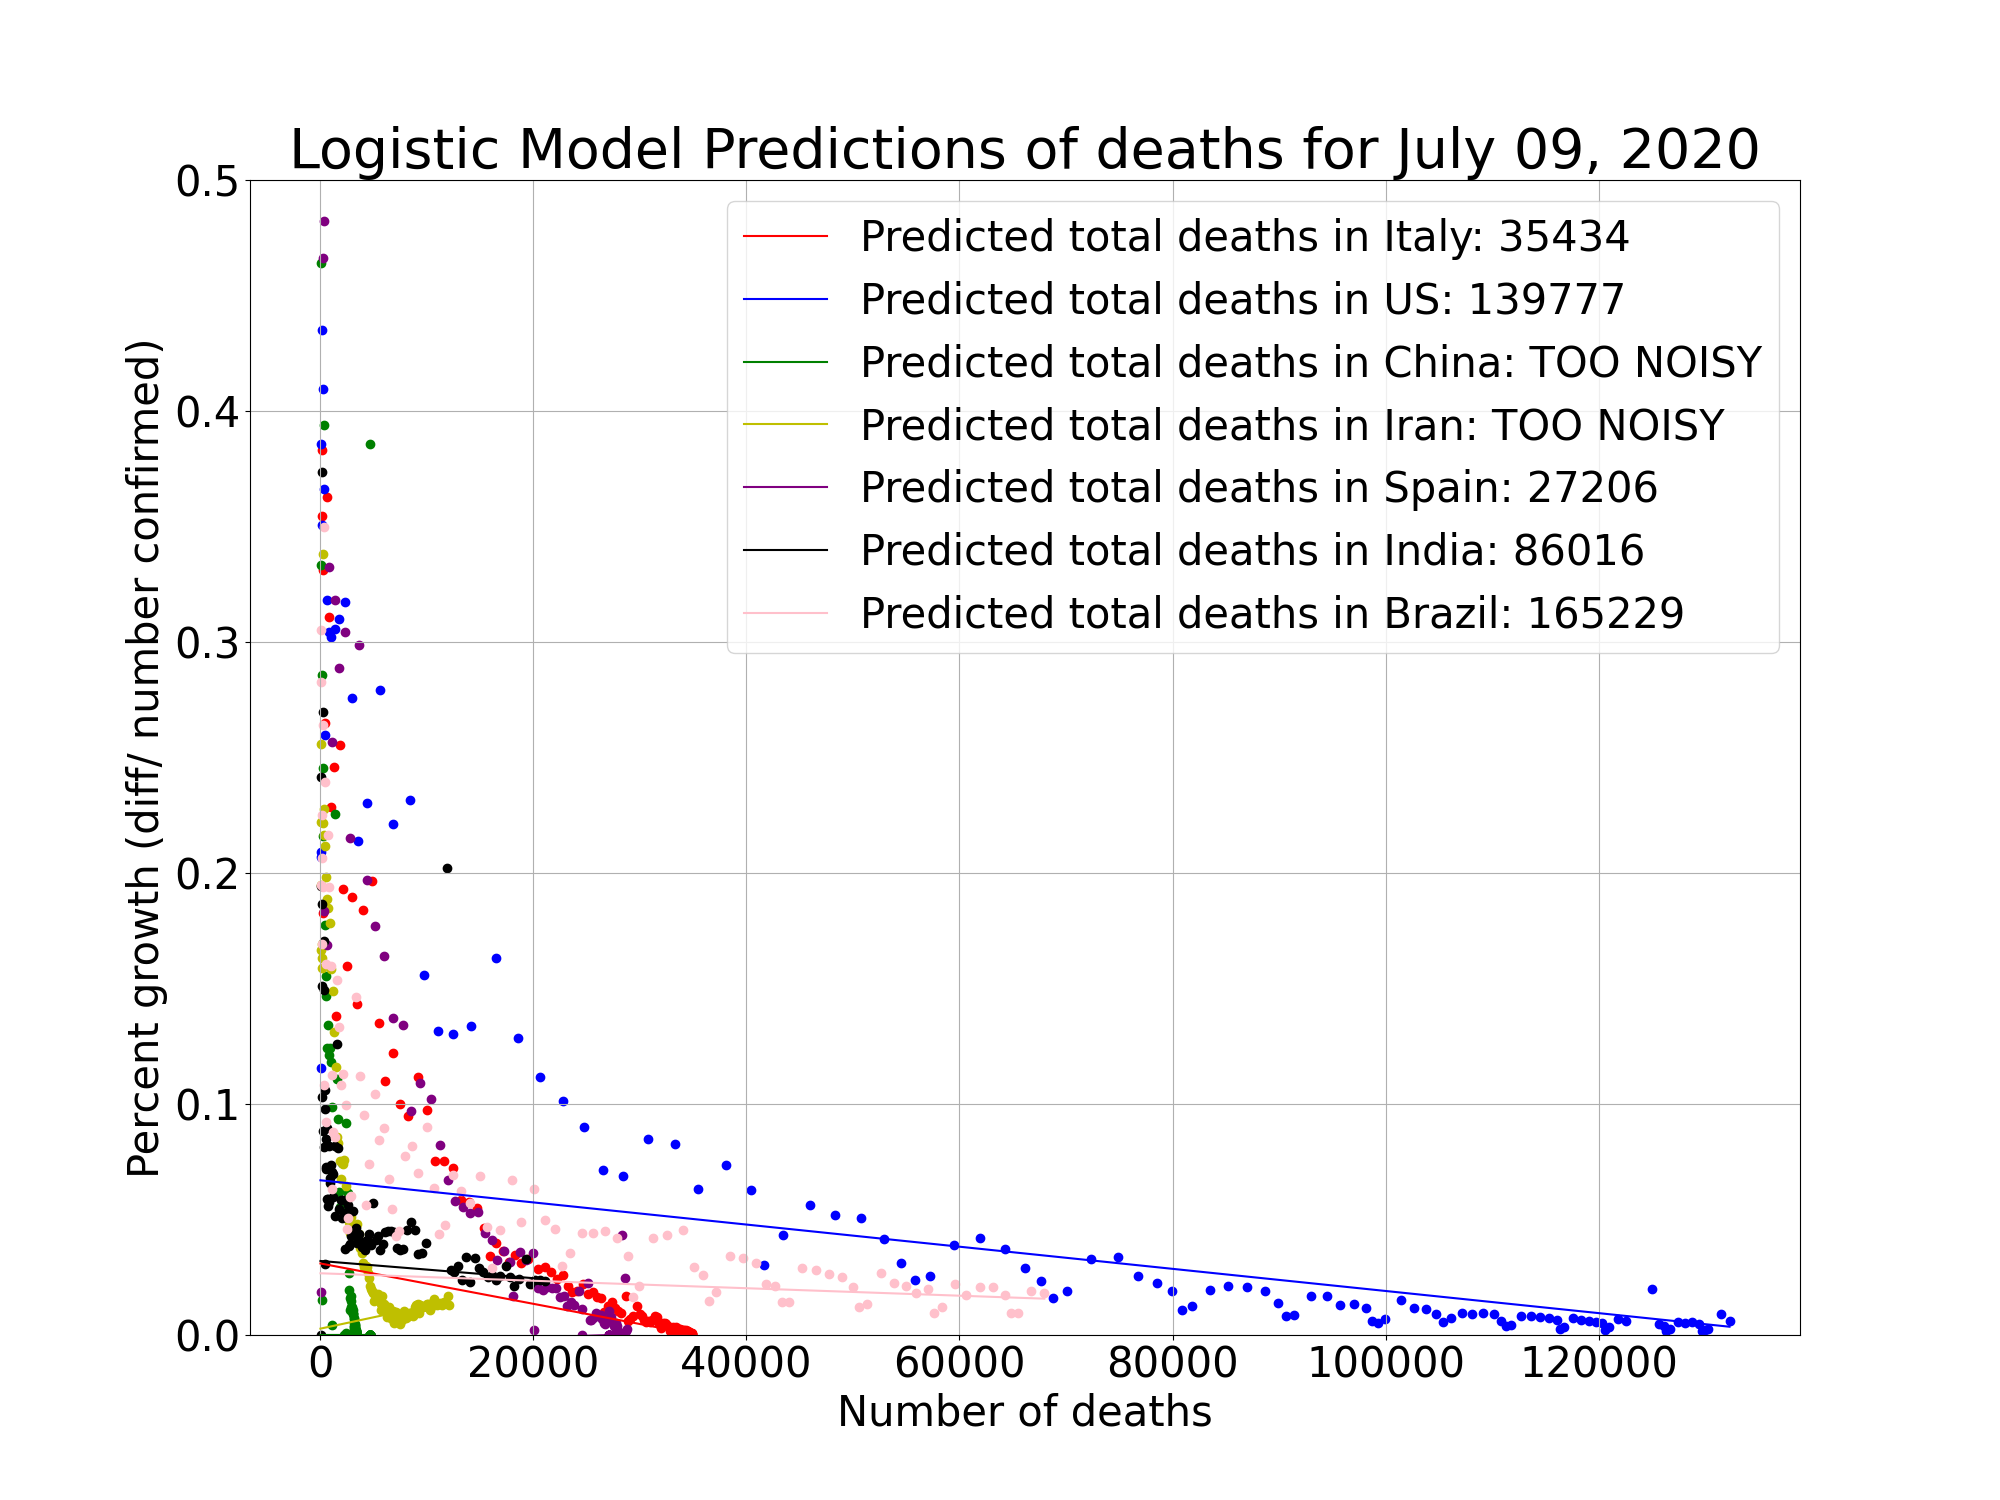 Logistic Model Predictions of deaths for July 09, 2020
Percent growth (diff/ number confirmed)
0.5
0.4
0.3
0.2
0.1
0.0
Predicted total deaths in Italy: 35434
Predicted total deaths in US: 139777
Predicted total deaths in China: TOO NOISY
Predicted total deaths in Iran: TOO NOISY
Predicted total deaths in Spain: 27206
Predicted total deaths in India: 86016
Predicted total deaths in Brazil: 165229
0 20000 40000 60000 80000 100000 120000
Number of deaths